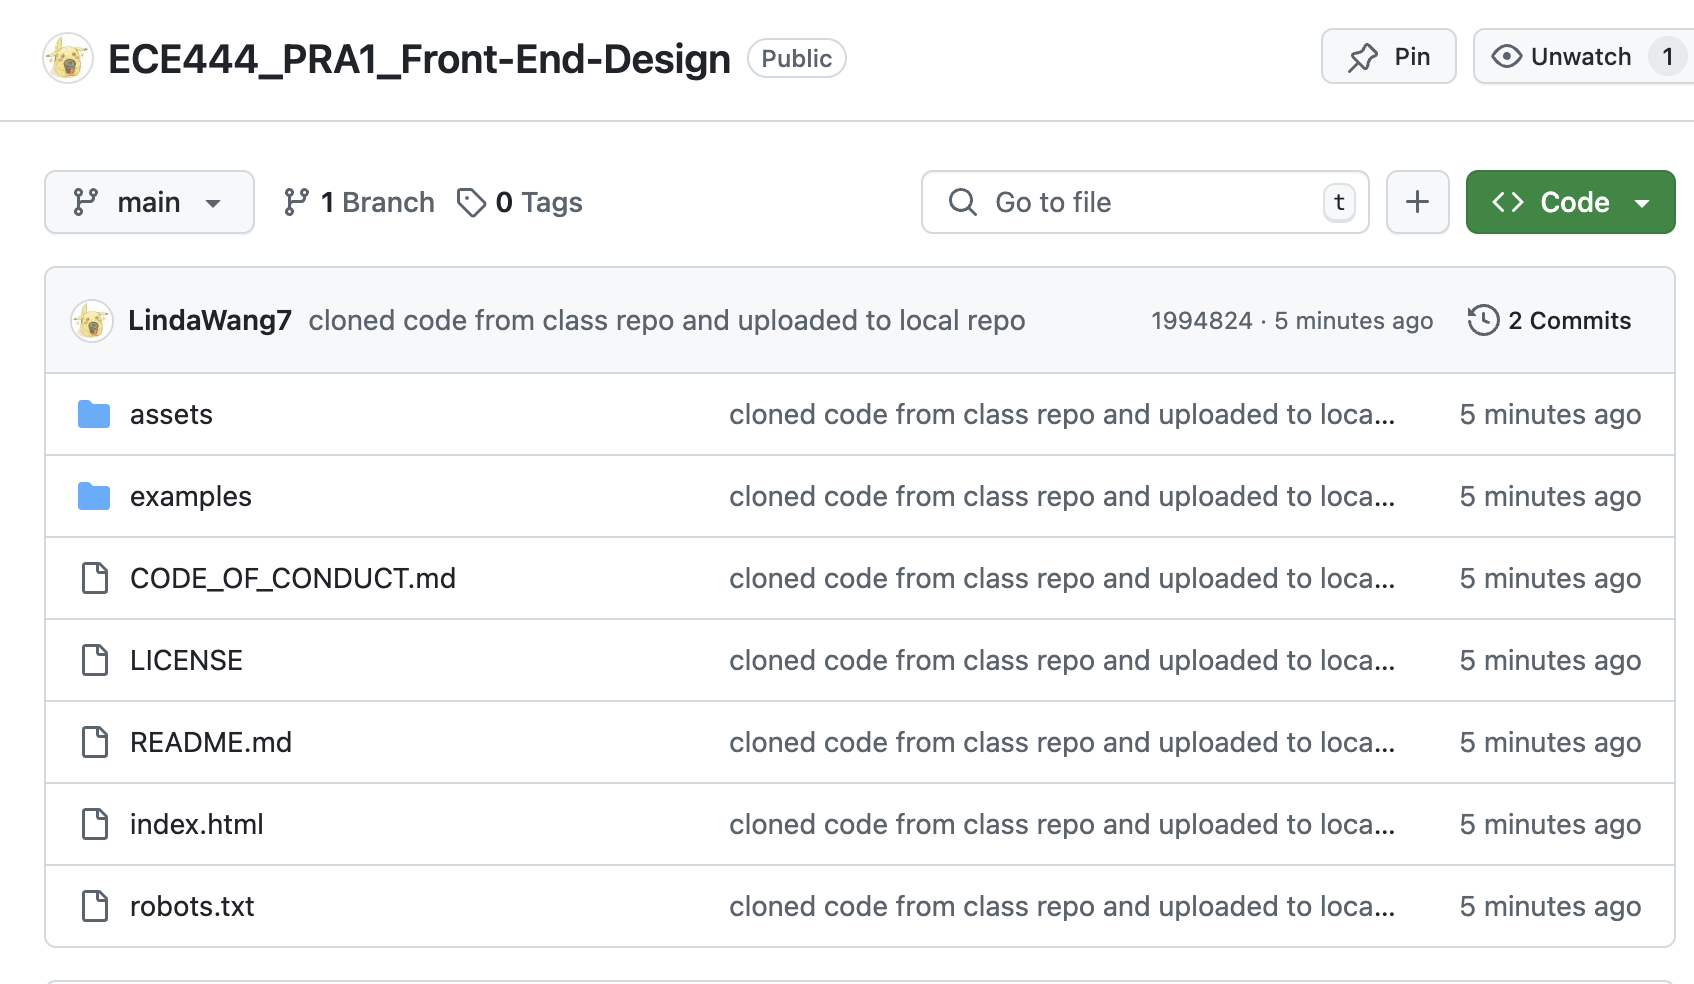 ECE444_PRA1_Front-End-Design Public Pin Unwatch 1
main 1 Branch 0 Tags Go to file t + Code
LindaWang7 cloned code from class repo and uploaded to local repo 1994824 · 5 minutes ago 2 Commits
assets cloned code from class repo and uploaded to loca... 5 minutes ago
examples cloned code from class repo and uploaded to loca... 5 minutes ago
CODE_OF_CONDUCT.md cloned code from class repo and uploaded to loca... 5 minutes ago
LICENSE cloned code from class repo and uploaded to loca... 5 minutes ago
README.md cloned code from class repo and uploaded to loca... 5 minutes ago
index.html cloned code from class repo and uploaded to loca... 5 minutes ago
robots.txt cloned code from class repo and uploaded to loca... 5 minutes ago